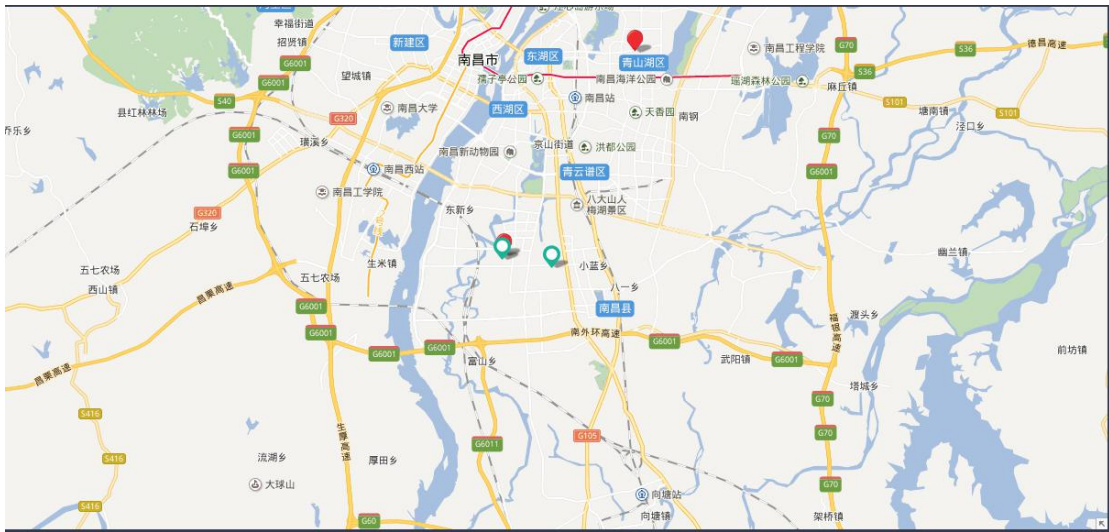 幸福街道
招贤镇
新建区
望城镇
南昌市
东湖区
青山湖区
南昌工程学院
G70
S36
德昌高速
G6001
孺子亭公园
南昌海洋公园
瑶湖森林公园
S36
麻丘镇
G6001
S40
县红林林场
南昌大学
南昌站
西湖区
天香园
南钢
S101
塘南镇
S101
泾口乡
G320
乔乐乡
G6001
璜溪乡
南昌新动物园
京山街道
洪都公园
G70
G6001
南昌西站
青云谱区
G6001
南昌工学院
八大山人
梅湖景区
G320
石埠乡
东新乡
幽兰镇
五七农场
生米镇
五七农场
小蓝乡
八一乡
西山镇
昌栗高速
G6001
南昌县
渡头乡
福银高速
G6001
南外环高速
G6001
G6001
G6001
富山乡
武阳镇
G6001
前坊镇
昌栗高速
塔城乡
G70
S416
生厚高速
G6011
G105
G70
S416
流湖乡
厚田乡
大球山
G70
向塘站
S416
G60
向塘镇
架桥镇